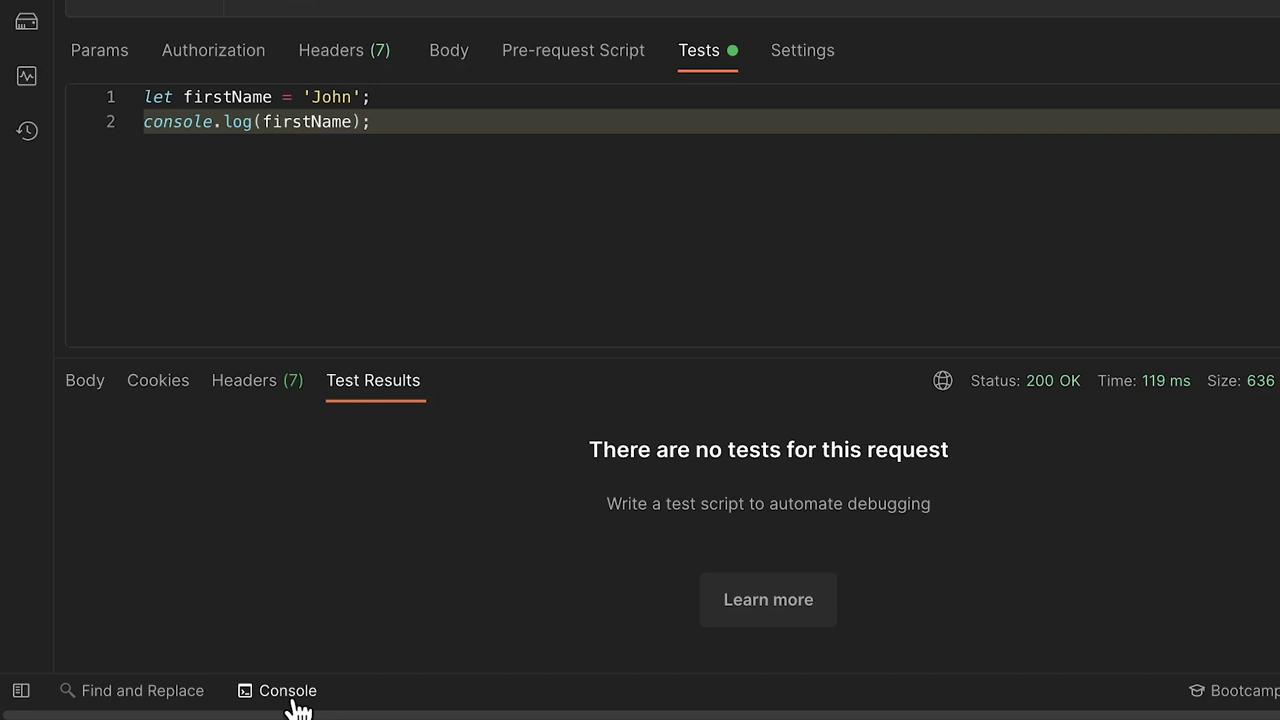 Params Authorization Headers (7) Body Pre-request Script Tests Settings
1 let firstName = 'John';
2 console.log(firstName);
Body Cookies Headers (7) Test Results Status: 200 OK Time: 119 ms Size: 636
There are no tests for this request
Write a test script to automate debugging
Learn more
Find and Replace Console Bootcamp